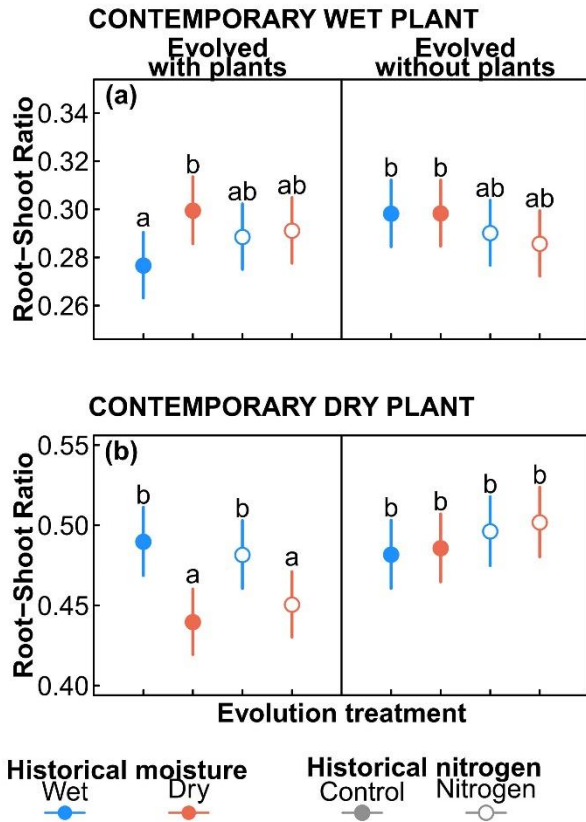 CONTEMPORARY WET PLANT
Evolved with plants
Evolved without plants
(a)
Root-Shoot Ratio
0.34
0.32
0.30
0.28
0.26
a
b
ab
ab
b
b
ab
ab
CONTEMPORARY DRY PLANT
(b)
Root-Shoot Ratio
0.55
0.50
0.45
0.40
b
a
b
a
b
b
b
b
Evolution treatment
Historical moisture
Wet
Dry
Historical nitrogen
Control
Nitrogen